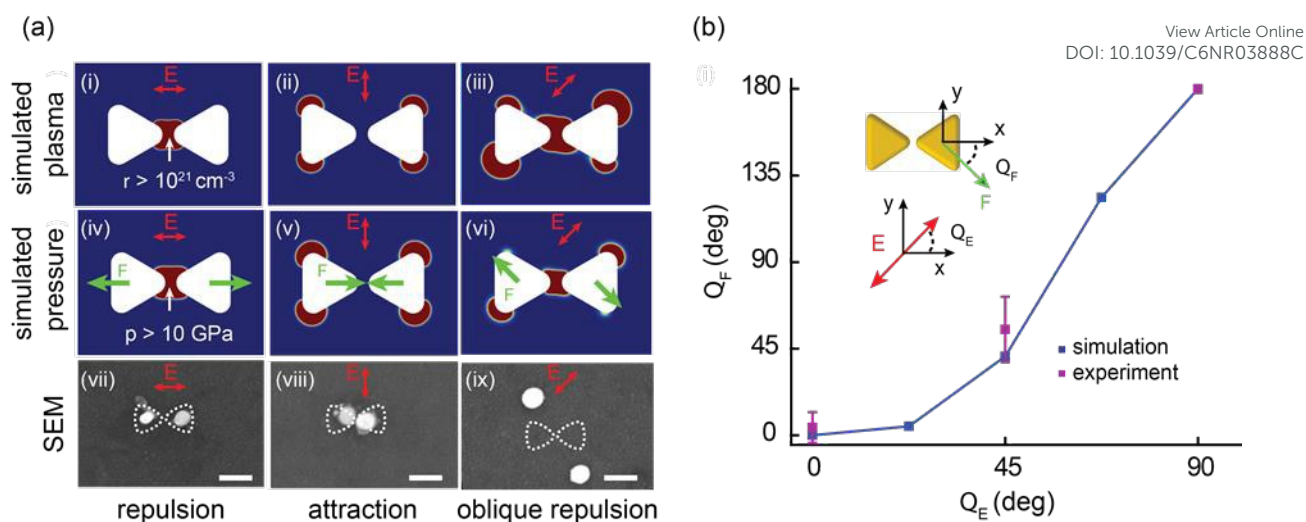 (a)
simulated plasma
simulated pressure
SEM
(i)
E
r > 10²¹ cm⁻³
(ii)
E
(iii)
E
(iv)
E
F
p > 10 GPa
(v)
E
F
(vi)
E
F
(vii)
E
(viii)
E
(ix)
E
repulsion
attraction
oblique repulsion
(b)
View Article Online
DOI: 10.1039/C6NR03888C
(i)
Q_F (deg)
180
135
90
45
0
y
x
Q_F
F
y
E
Q_E
x
simulation
experiment
0
45
90
Q_E (deg)